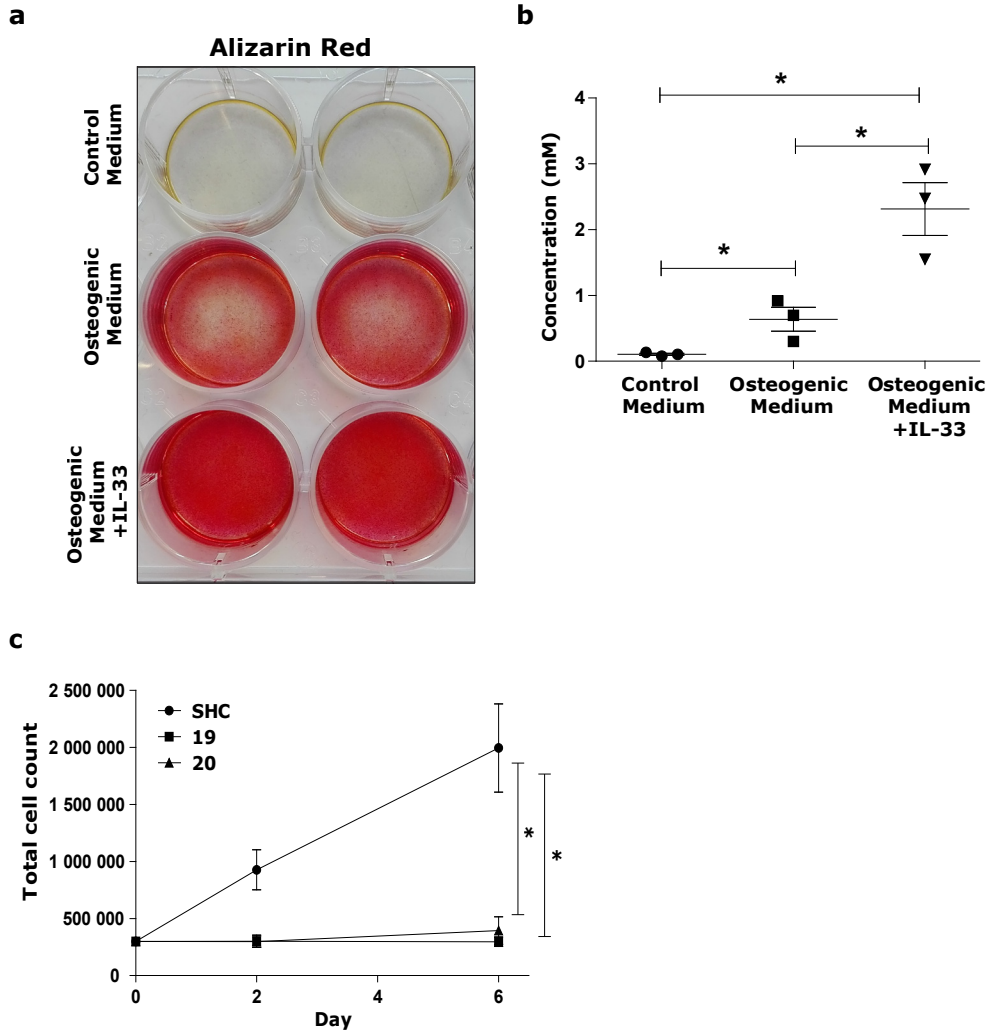 a
Alizarin Red
Control
Medium
Osteogenic
Medium
Osteogenic
Medium
+IL-33
b
*
*
*
Concentration (mM)
4
3
2
1
0
Control
Medium
Osteogenic
Medium
Osteogenic
Medium
+IL-33
c
Total cell count
2 500 000
2 000 000
1 500 000
1 000 000
500 000
0
SHC
19
20
*
*
0
2
4
6
Day